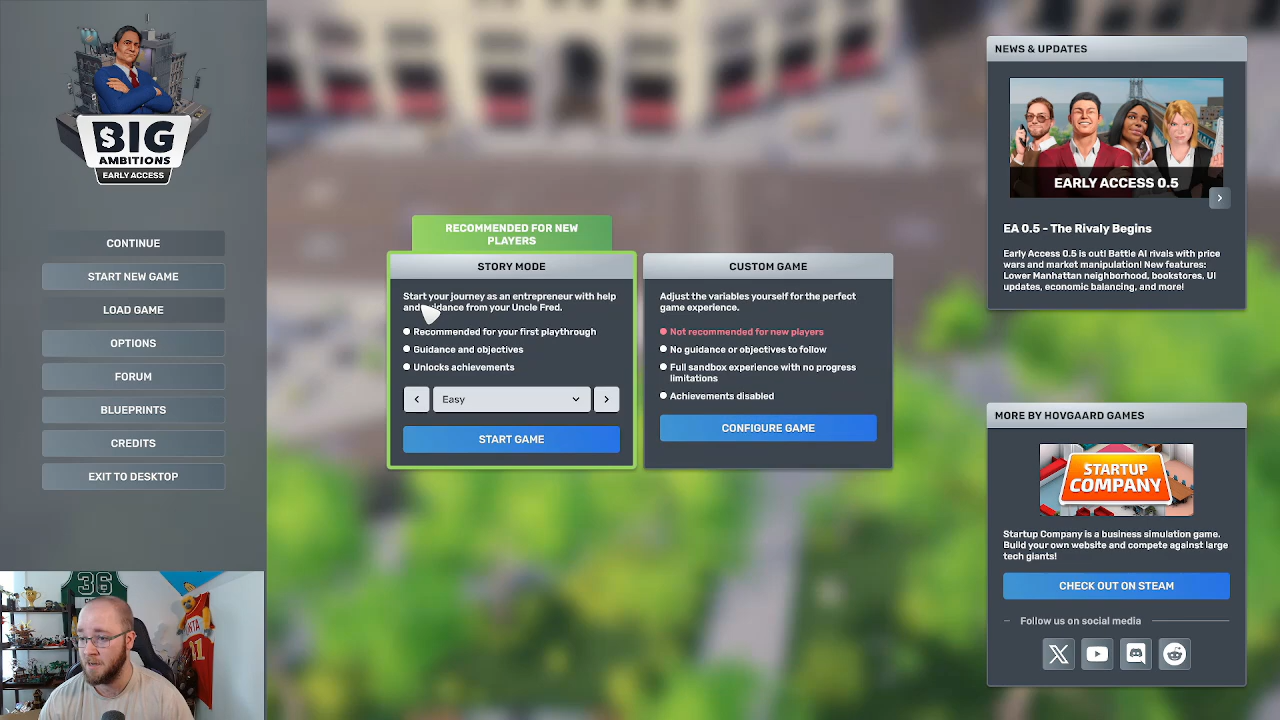 BIG
AMBITIONS
EARLY ACCESS
CONTINUE
START NEW GAME
LOAD GAME
OPTIONS
FORUM
BLUEPRINTS
CREDITS
EXIT TO DESKTOP
36
11
RECOMMENDED FOR NEW
PLAYERS
STORY MODE
Start your journey as an entrepreneur with help
and guidance from your Uncle Fred.
Recommended for your first playthrough
Guidance and objectives
Unlocks achievements
Easy
START GAME
CUSTOM GAME
Adjust the variables yourself for the perfect
game experience.
Not recommended for new players
No guidance or objectives to follow
Full sandbox experience with no progress
limitations
Achievements disabled
CONFIGURE GAME
NEWS & UPDATES
EARLY ACCESS 0.5
EA 0.5 - The Rivaly Begins
Early Access 0.5 is out! Battle AI rivals with price
wars and market manipulation! New features:
Lower Manhattan neighborhood, bookstores, UI
updates, economic balancing, and more!
MORE BY HOVGAARD GAMES
STARTUP
COMPANY
Startup Company is a business simulation game.
Build your own website and compete against large
tech giants!
CHECK OUT ON STEAM
Follow us on social media